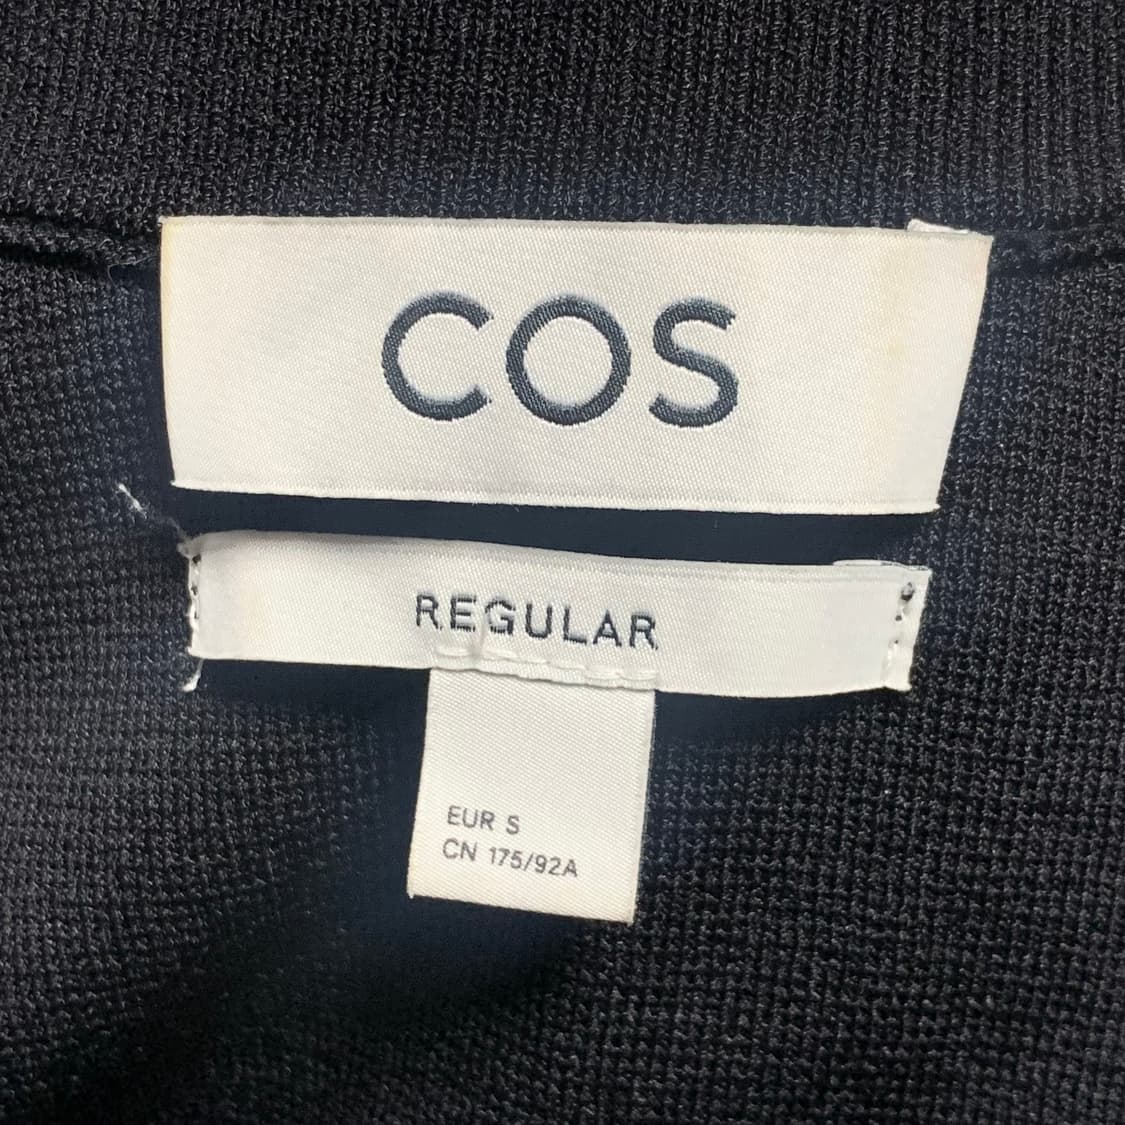 COS
REGULAR
EUR S
CN 175/92A